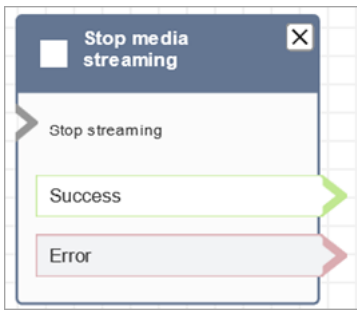 Stop media
streaming
Stop streaming
Success
Error